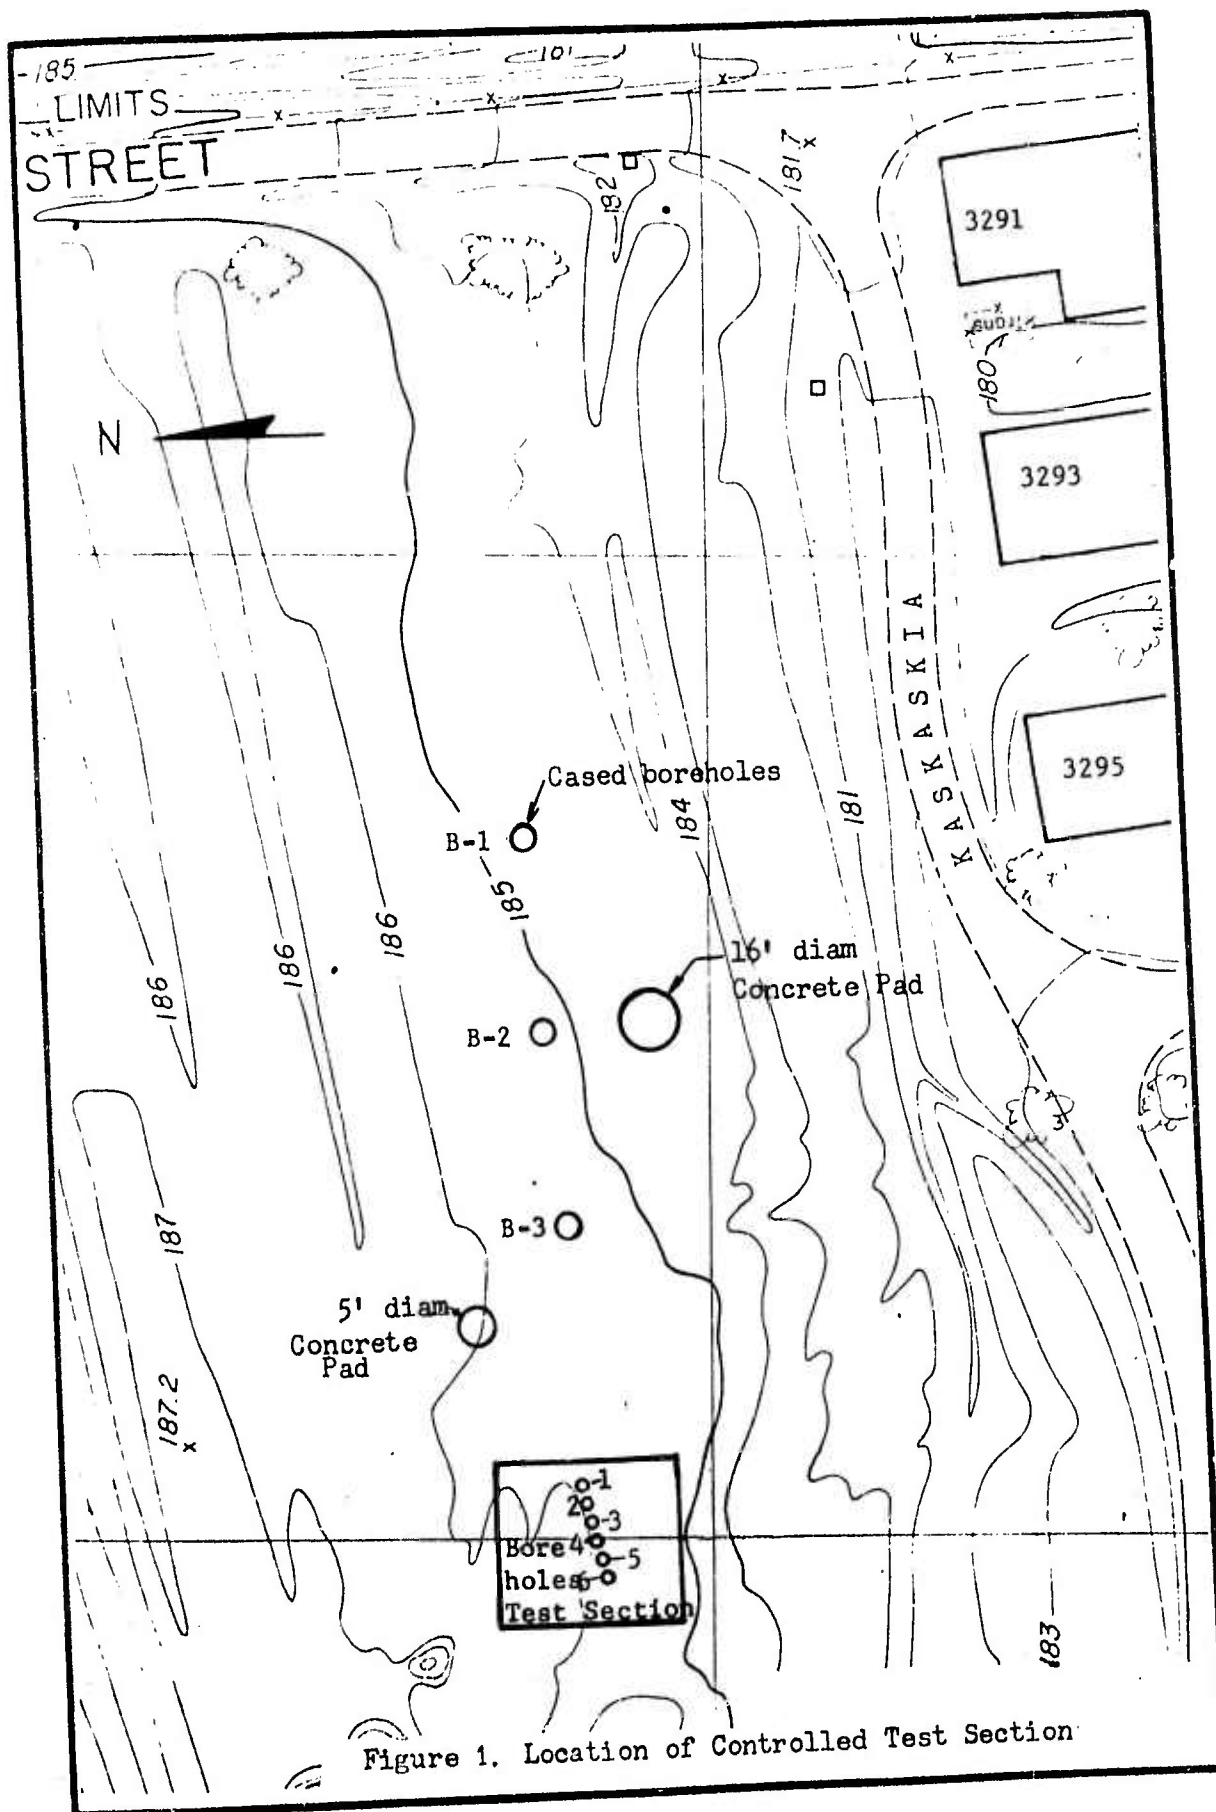 -185
181.7
LIMITS
STREET
182
3291
180
N
3293
KASKASKIA
Cased boreholes
3295
184
181
B-1
185
186
186
186
16' diam
Concrete Pad
B-2
187
B-3
5' diam
Concrete
Pad
187.2
1
2
3
Bore 4
5
holes 6
Test Section
183
Figure 1. Location of Controlled Test Section